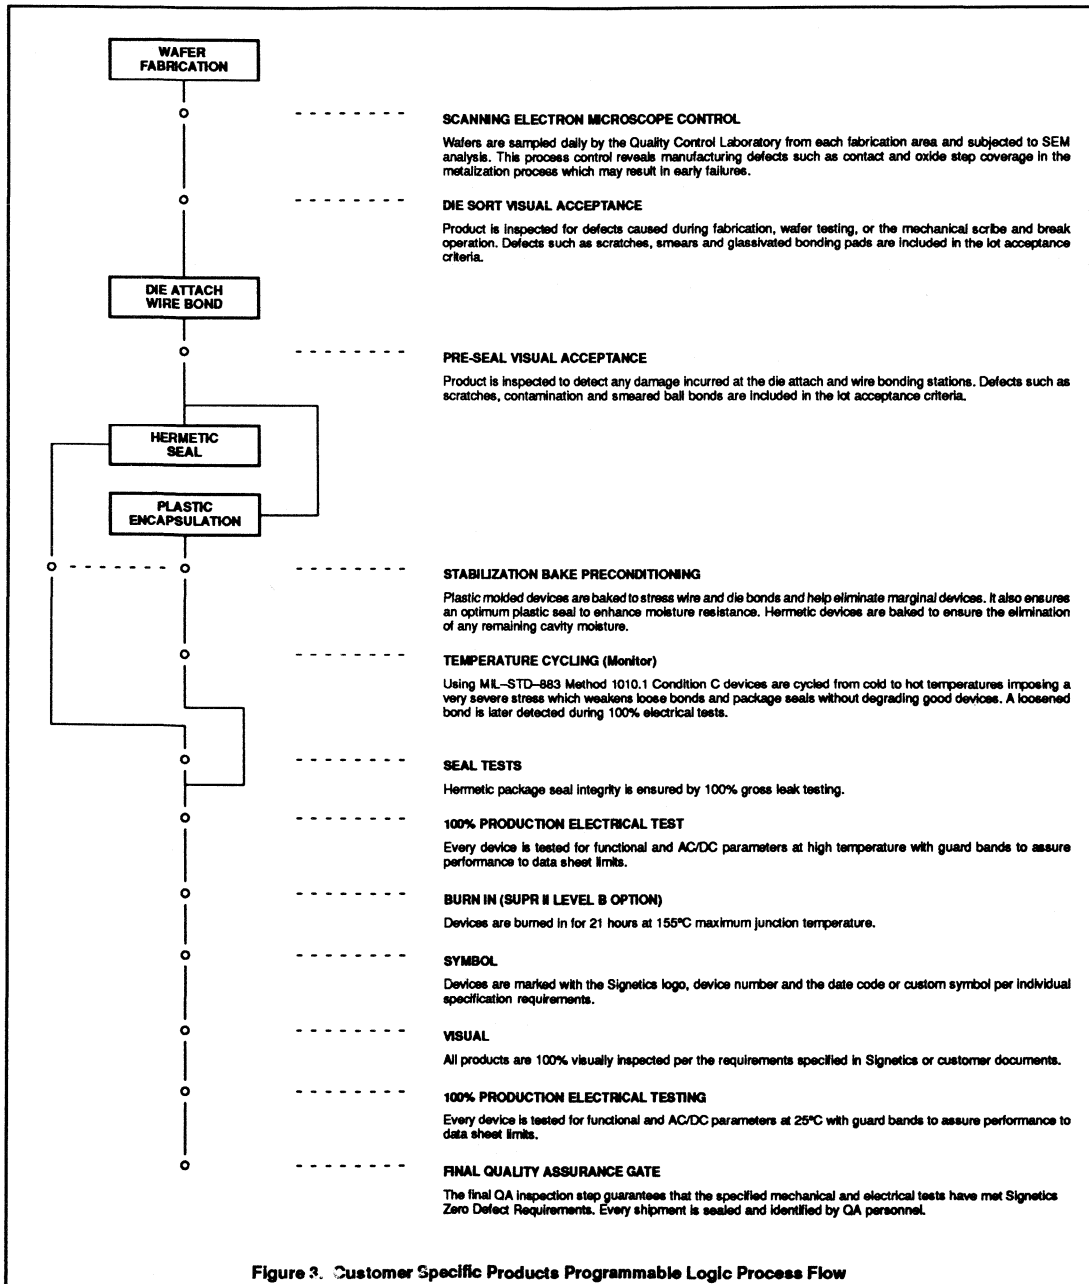 WAFER
FABRICATION
SCANNING ELECTRON MICROSCOPE CONTROL
Wafers are sampled daily by the Quality Control Laboratory from each fabrication area and subjected to SEM
analysis. This process control reveals manufacturing defects such as contact and oxide step coverage in the
metalization process which may result in early failures.
DIE SORT VISUAL ACCEPTANCE
Product is inspected for defects caused during fabrication, wafer testing, or the mechanical scribe and break
operation. Defects such as scratches, smears and glassivated bonding pads are included in the lot acceptance
criteria.
DIE ATTACH
WIRE BOND
PRE-SEAL VISUAL ACCEPTANCE
Product is inspected to detect any damage incurred at the die attach and wire bonding stations. Defects such as
scratches, contamination and smeared ball bonds are included in the lot acceptance criteria.
HERMETIC
SEAL
PLASTIC
ENCAPSULATION
STABILIZATION BAKE PRECONDITIONING
Plastic molded devices are baked to stress wire and die bonds and help eliminate marginal devices. It also ensures
an optimum plastic seal to enhance moisture resistance. Hermetic devices are baked to ensure the elimination
of any remaining cavity moisture.
TEMPERATURE CYCLING (Monitor)
Using MIL–STD–883 Method 1010.1 Condition C devices are cycled from cold to hot temperatures imposing a
very severe stress which weakens loose bonds and package seals without degrading good devices. A loosened
bond is later detected during 100% electrical tests.
SEAL TESTS
Hermetic package seal integrity is ensured by 100% gross leak testing.
100% PRODUCTION ELECTRICAL TEST
Every device is tested for functional and AC/DC parameters at high temperature with guard bands to assure
performance to data sheet limits.
BURN IN (SUPR II LEVEL B OPTION)
Devices are burned in for 21 hours at 155°C maximum junction temperature.
SYMBOL
Devices are marked with the Signetics logo, device number and the date code or custom symbol per individual
specification requirements.
VISUAL
All products are 100% visually inspected per the requirements specified in Signetics or customer documents.
100% PRODUCTION ELECTRICAL TESTING
Every device is tested for functional and AC/DC parameters at 25°C with guard bands to assure performance to
data sheet limits.
FINAL QUALITY ASSURANCE GATE
The final QA inspection step guarantees that the specified mechanical and electrical tests have met Signetics
Zero Defect Requirements. Every shipment is sealed and identified by QA personnel.
Figure 3. Customer Specific Products Programmable Logic Process Flow